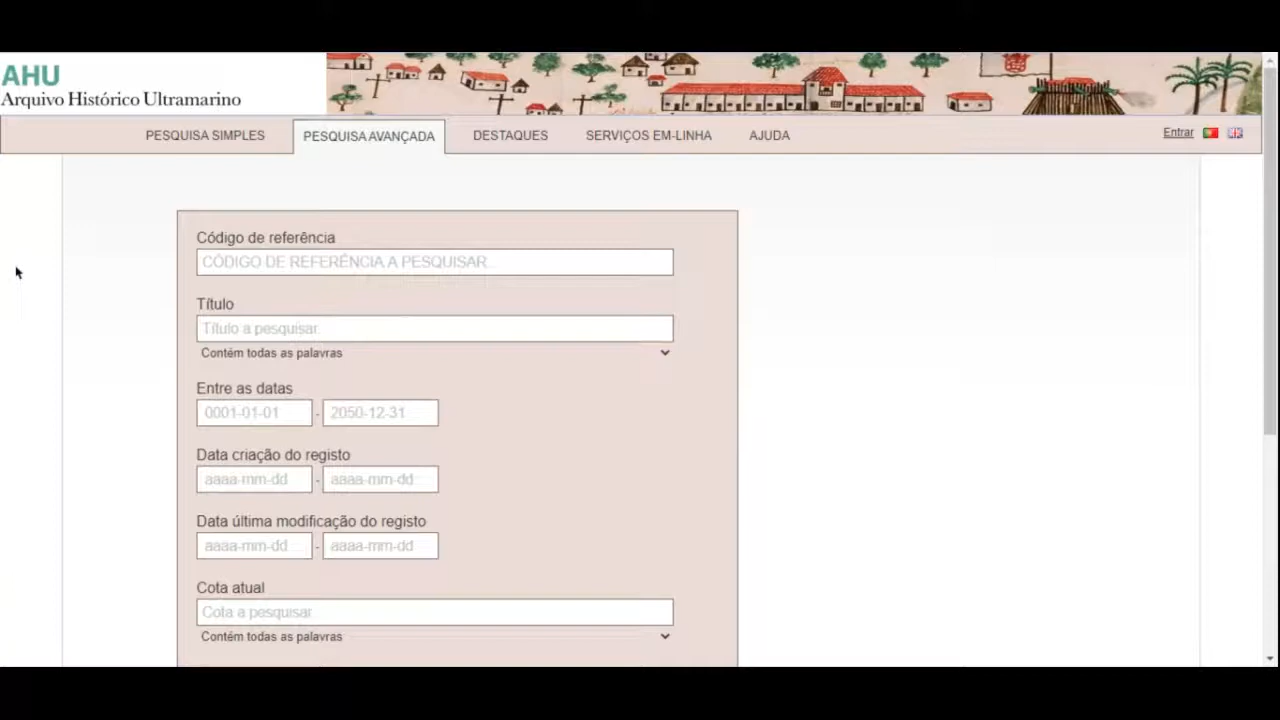 AHU
Arquivo Histórico Ultramarino
PESQUISA SIMPLES
PESQUISA AVANÇADA
DESTAQUES
SERVIÇOS EM-LINHA
AJUDA
Entrar
Código de referência
CÓDIGO DE REFERÊNCIA A PESQUISAR...
Título
Título a pesquisar
Contém todas as palavras
Entre as datas
0001-01-01 - 2050-12-31
Data criação do registo
aaaa-mm-dd - aaaa-mm-dd
Data última modificação do registo
aaaa-mm-dd - aaaa-mm-dd
Cota atual
Cota a pesquisar
Contém todas as palavras